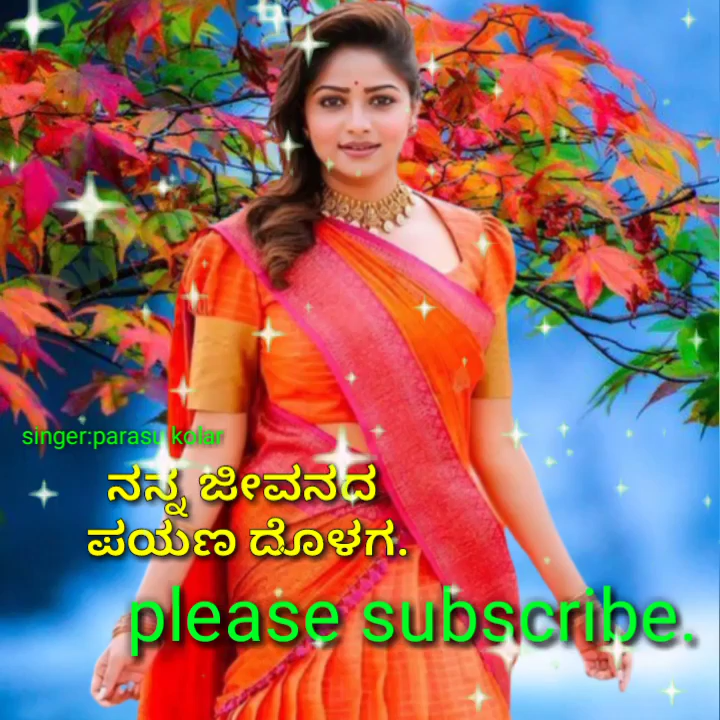 singer:parasu kolar
ನನ್ನ ಜೀವನದ
ಪಯಣ ದೊಳಗ.
please subscribe.